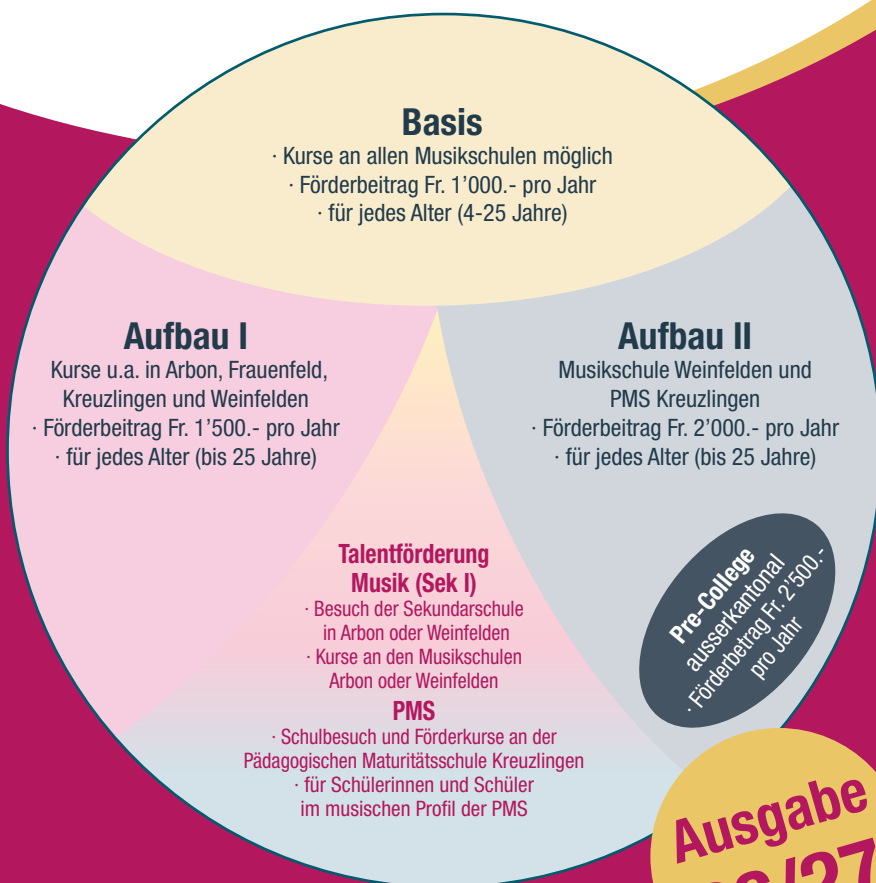 Basis
· Kurse an allen Musikschulen möglich
· Förderbeitrag Fr. 1’000.- pro Jahr
· für jedes Alter (4-25 Jahre)
Aufbau I
Kurse u.a. in Arbon, Frauenfeld,
Kreuzlingen und Weinfelden
· Förderbeitrag Fr. 1’500.- pro Jahr
· für jedes Alter (bis 25 Jahre)
Aufbau II
Musikschule Weinfelden und
PMS Kreuzlingen
· Förderbeitrag Fr. 2’000.- pro Jahr
· für jedes Alter (bis 25 Jahre)
Talentförderung
Musik (Sek I)
· Besuch der Sekundarschule
in Arbon oder Weinfelden
· Kurse an den Musikschulen
Arbon oder Weinfelden
PMS
· Schulbesuch und Förderkurse an der
Pädagogischen Maturitätsschule Kreuzlingen
· für Schülerinnen und Schüler
im musischen Profil der PMS
Pre-College
ausserkantonal
· Förderbetrag Fr. 2’500.-
pro Jahr
Ausgabe